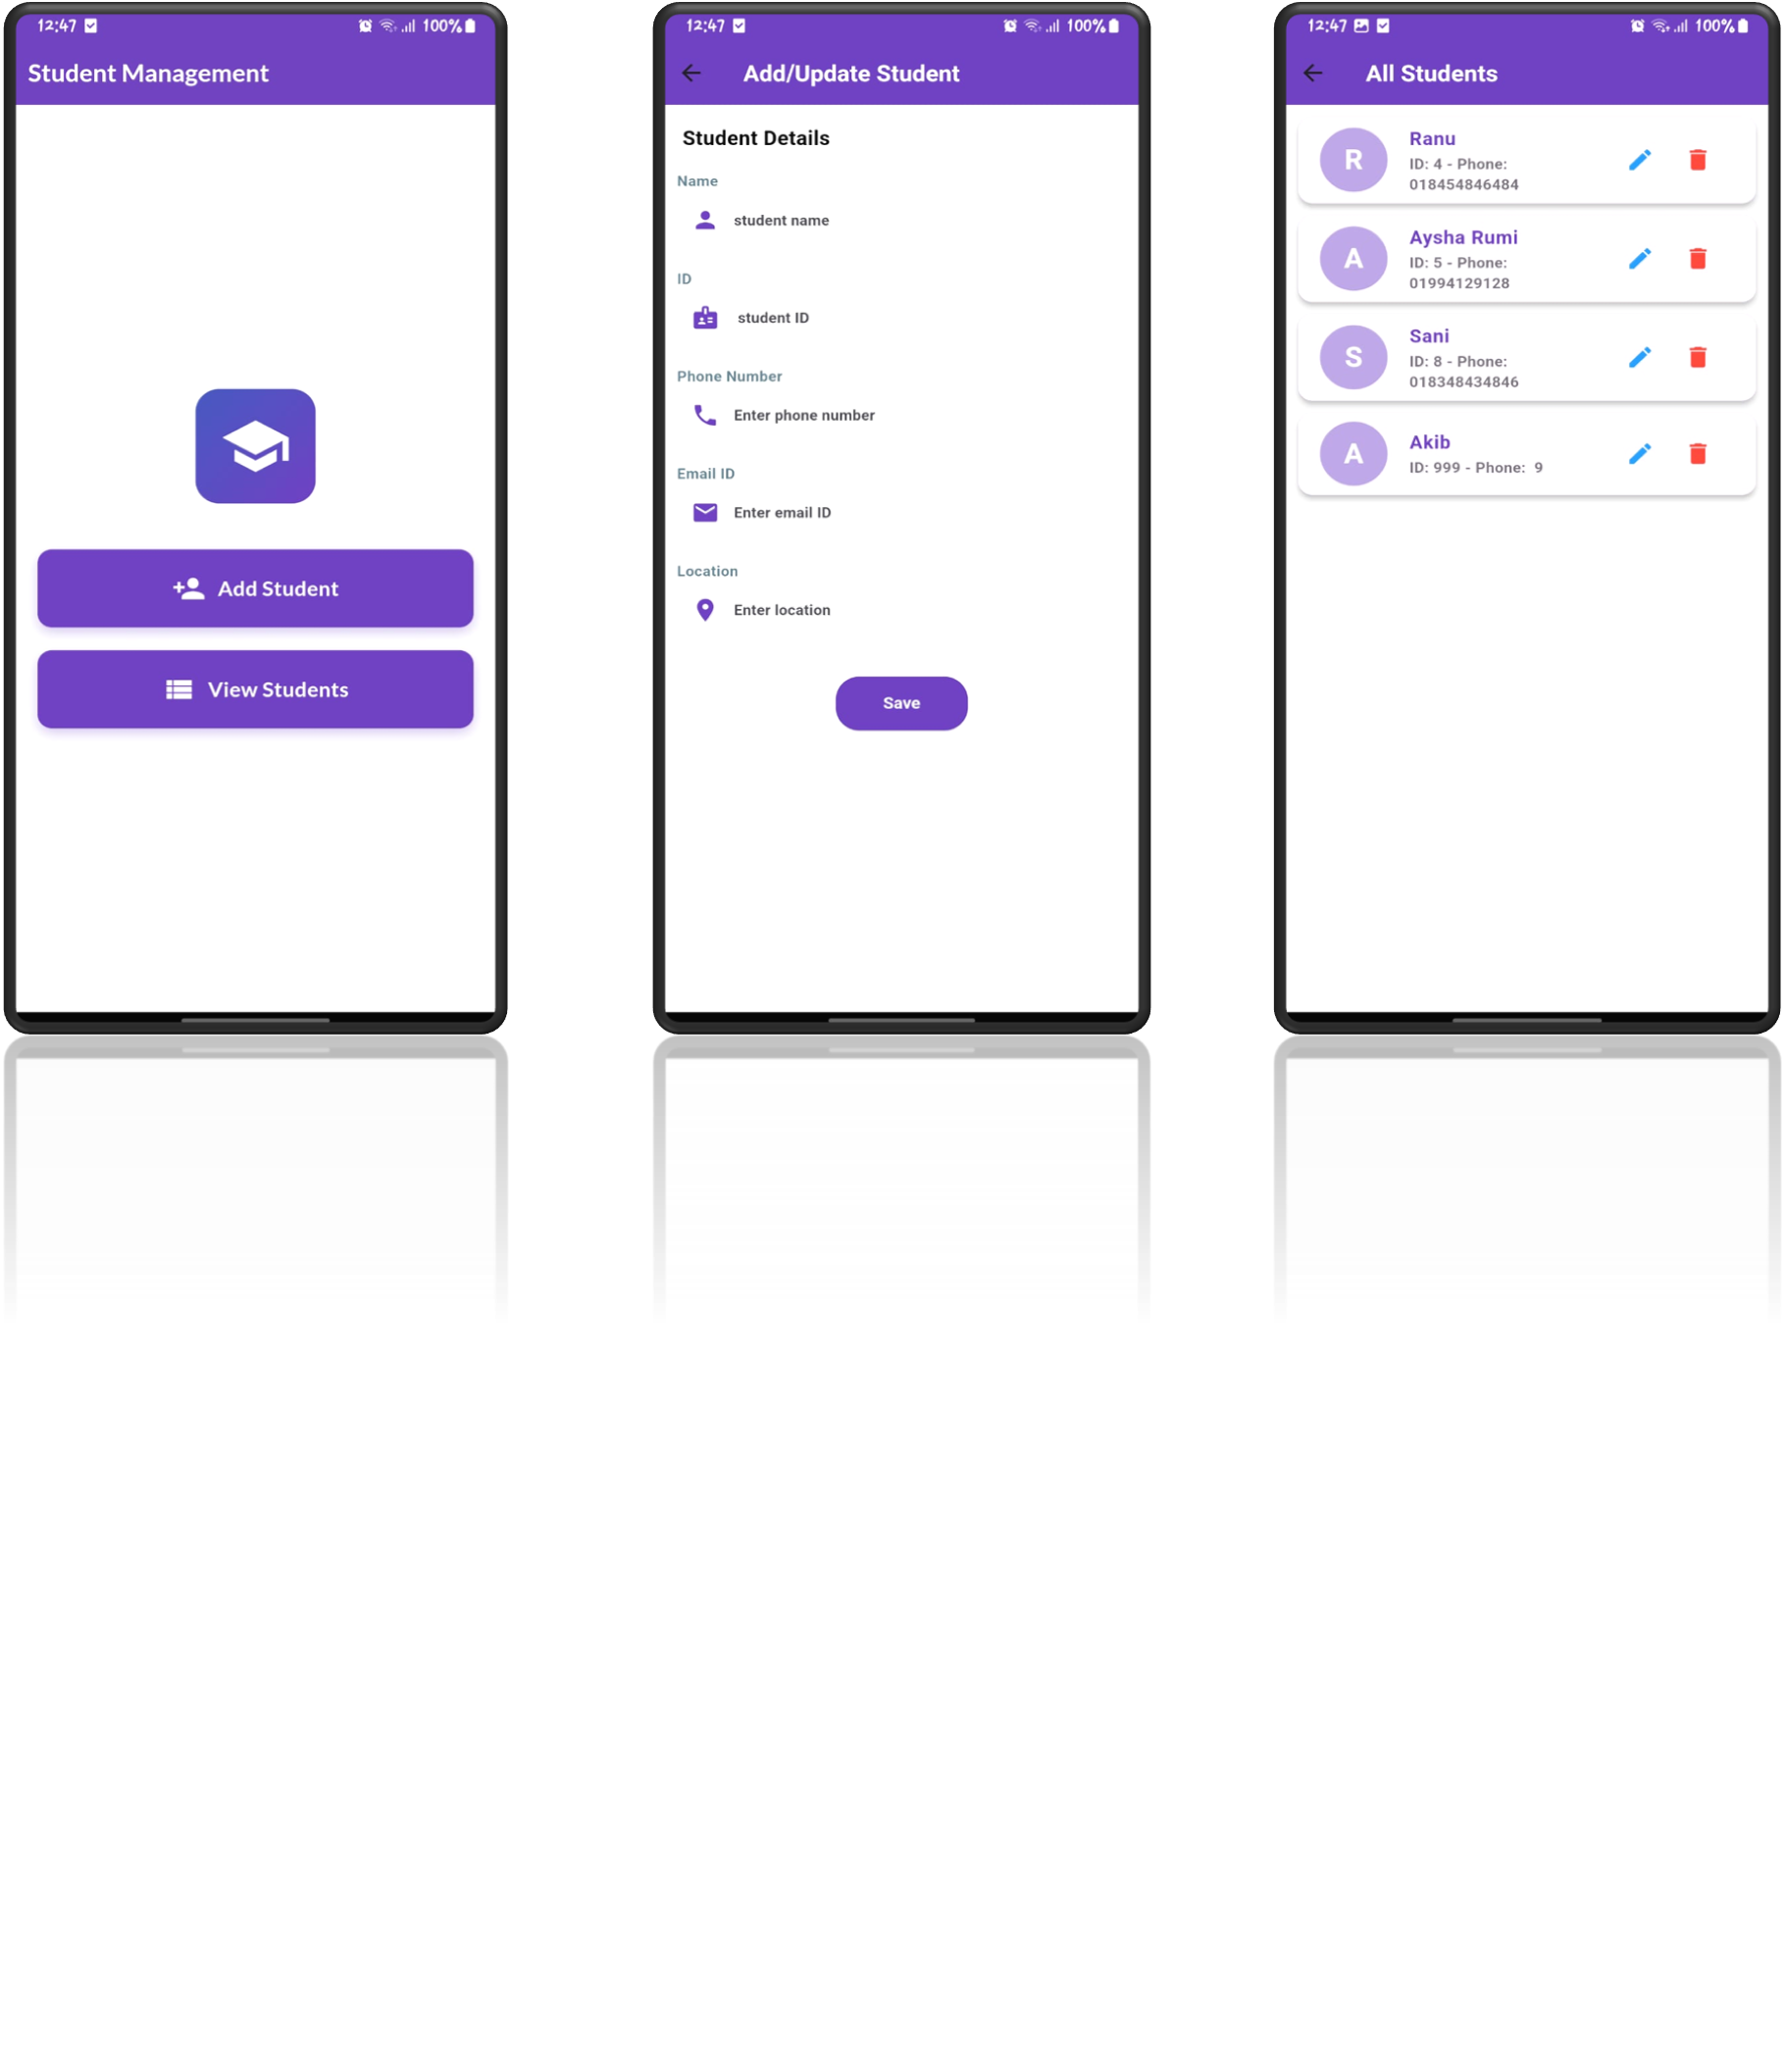 12:47
100%
Student Management
Add Student
View Students
12:47
100%
Add/Update Student
Student Details
Name
student name
ID
student ID
Phone Number
Enter phone number
Email ID
Enter email ID
Location
Enter location
Save
12:47
100%
All Students
R
Ranu
ID: 4 - Phone:
018454846484
A
Aysha Rumi
ID: 5 - Phone:
01994129128
S
Sani
ID: 8 - Phone:
018348434846
A
Akib
ID: 999 - Phone: 9